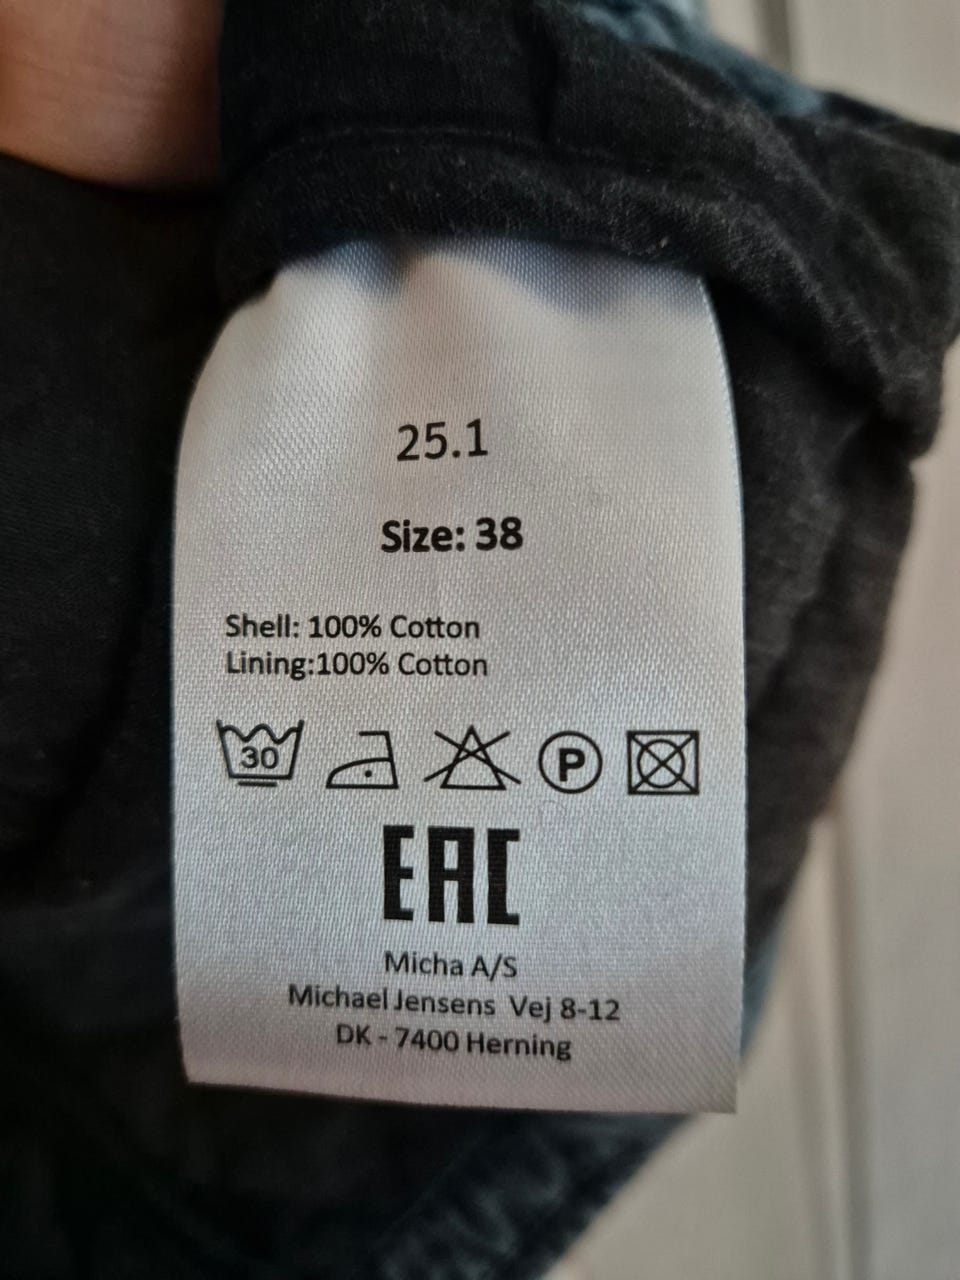 25.1
Size: 38
Shell: 100% Cotton
Lining:100% Cotton
30 P
EAC
Micha A/S
Michael Jensens Vej 8-12
DK - 7400 Herning